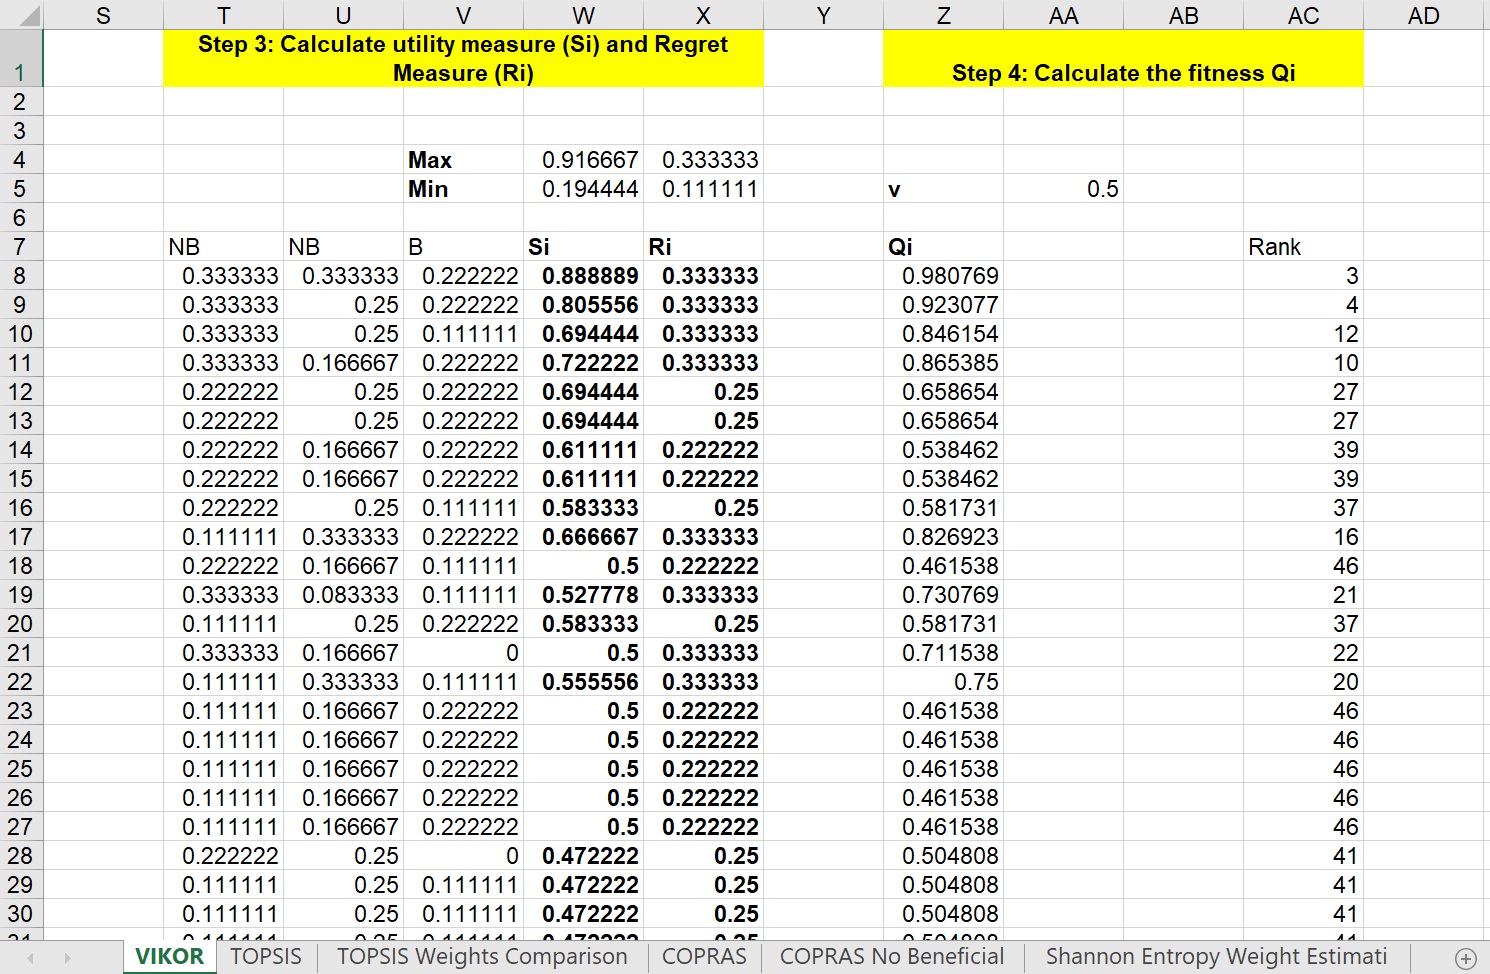 S T U V W X Y Z AA AB AC AD
1 Step 3: Calculate utility measure (Si) and Regret
Measure (Ri) Step 4: Calculate the fitness Qi
2
3
4 Max 0.916667 0.333333
5 Min 0.194444 0.111111 v 0.5
6
7 NB NB B Si Ri Qi Rank
8 0.333333 0.333333 0.222222 0.888889 0.333333 0.980769 3
9 0.333333 0.25 0.222222 0.805556 0.333333 0.923077 4
10 0.333333 0.25 0.111111 0.694444 0.333333 0.846154 12
11 0.333333 0.166667 0.222222 0.722222 0.333333 0.865385 10
12 0.222222 0.25 0.222222 0.694444 0.25 0.658654 27
13 0.222222 0.25 0.222222 0.694444 0.25 0.658654 27
14 0.222222 0.166667 0.222222 0.611111 0.222222 0.538462 39
15 0.222222 0.166667 0.222222 0.611111 0.222222 0.538462 39
16 0.222222 0.25 0.111111 0.583333 0.25 0.581731 37
17 0.111111 0.333333 0.222222 0.666667 0.333333 0.826923 16
18 0.222222 0.166667 0.111111 0.5 0.222222 0.461538 46
19 0.333333 0.083333 0.111111 0.527778 0.333333 0.730769 21
20 0.111111 0.25 0.222222 0.583333 0.25 0.581731 37
21 0.333333 0.166667 0 0.5 0.333333 0.711538 22
22 0.111111 0.333333 0.111111 0.555556 0.333333 0.75 20
23 0.111111 0.166667 0.222222 0.5 0.222222 0.461538 46
24 0.111111 0.166667 0.222222 0.5 0.222222 0.461538 46
25 0.111111 0.166667 0.222222 0.5 0.222222 0.461538 46
26 0.111111 0.166667 0.222222 0.5 0.222222 0.461538 46
27 0.111111 0.166667 0.222222 0.5 0.222222 0.461538 46
28 0.222222 0.25 0 0.472222 0.25 0.504808 41
29 0.111111 0.25 0.111111 0.472222 0.25 0.504808 41
30 0.111111 0.25 0.111111 0.472222 0.25 0.504808 41
VIKOR TOPSIS TOPSIS Weights Comparison COPRAS COPRAS No Beneficial Shannon Entropy Weight Estimati